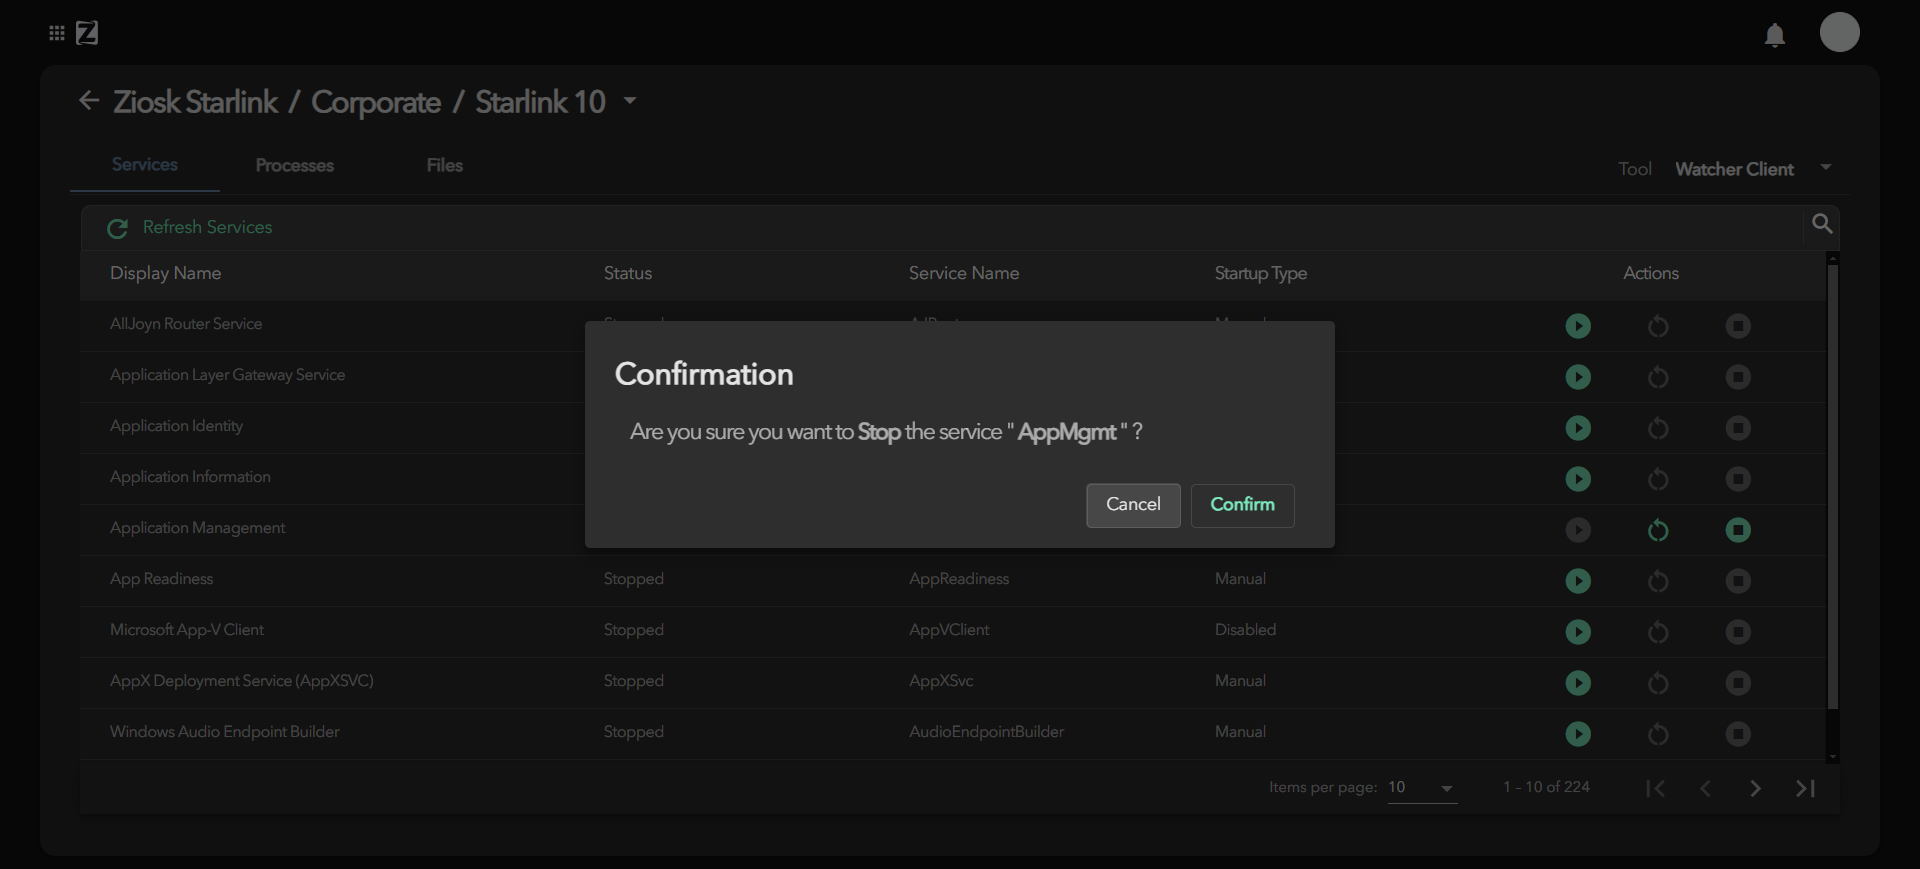 Z
Ziosk Starlink / Corporate / Starlink 10
Services Processes Files
Tool Watcher Client
Refresh Services
Display Name Status Service Name Startup Type Actions
AllJoyn Router Service
Application Layer Gateway Service
Application Identity
Application Information
Application Management
Confirmation
Are you sure you want to Stop the service " AppMgmt " ?
Cancel Confirm
App Readiness Stopped AppReadiness Manual
Microsoft App-V Client Stopped AppVClient Disabled
AppX Deployment Service (AppXSVC) Stopped AppXSvc Manual
Windows Audio Endpoint Builder Stopped AudioEndpointBuilder Manual
Items per page: 10 1 - 10 of 224